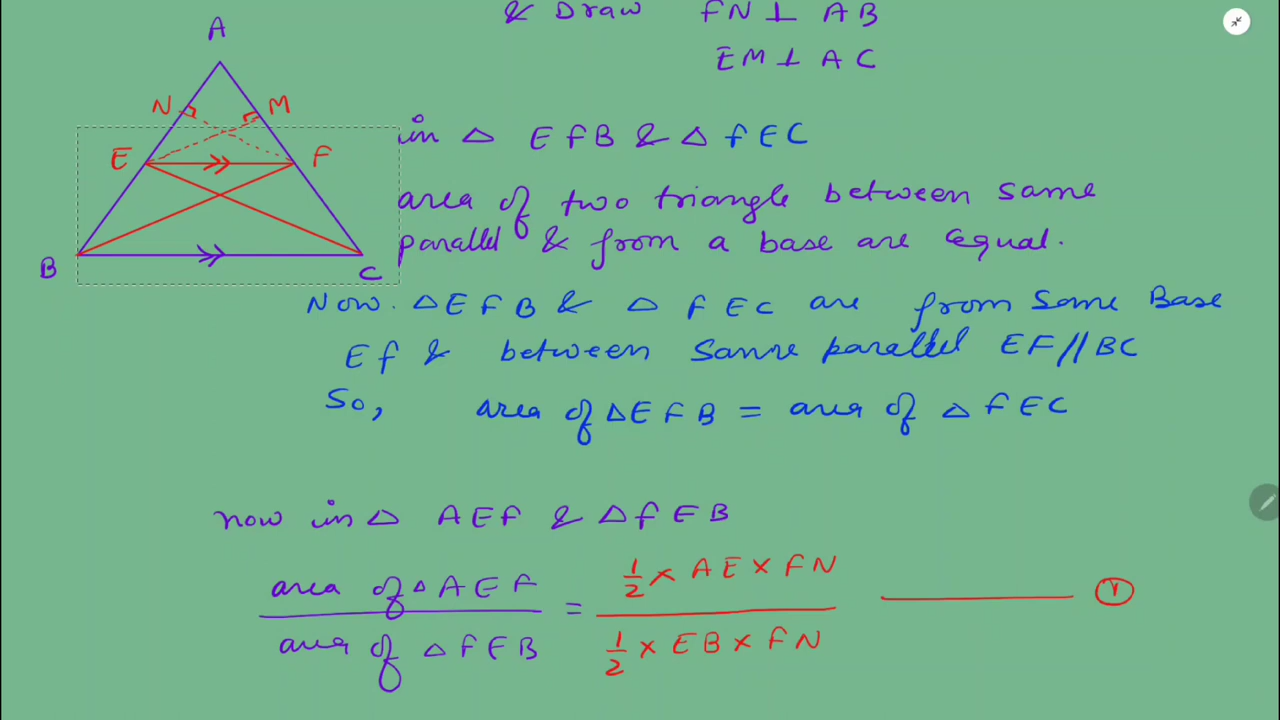 & Draw FN ⊥ AB
EM ⊥ AC
A
N
M
E
F
B
C
in △ EFB & △ FEC
area of two triangle between same
parallel & from a base are equal.
Now. △EFB & △ FEC are from Same Base
EF & between Same parallel EF//BC
So, area of △EFB = area of △ FEC
now in △ AEF & △FEB
area of △AEF / area of △FEB = 1/2 × AE × FN / 1/2 × EB × FN ——— ①